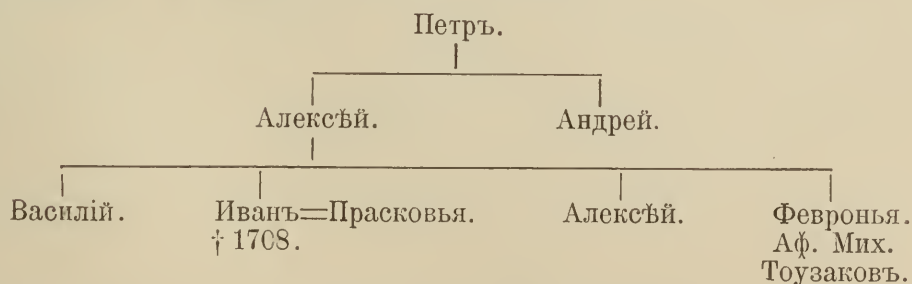 Петръ.
Алексѣй. Андрей.
Василій. Иванъ=Прасковья. Алексѣй. Февронья.
† 1708. Аф. Мих.
Тоузаковъ.